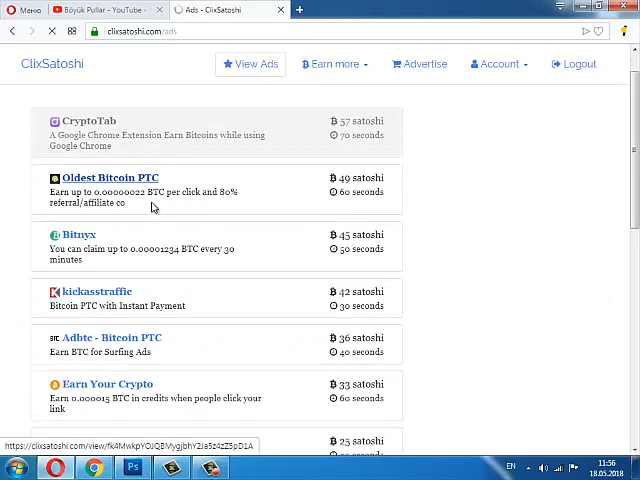 Меню
Böyük Pullar - YouTube -
Ads - ClixSatoshi
clixsatoshi.com/ads
ClixSatoshi
View Ads
Earn more
Advertise
Account
Logout
CryptoTab
57 satoshi
A Google Chrome Extension Earn Bitcoins while using
70 seconds
Google Chrome
Oldest Bitcoin PTC
49 satoshi
Earn up to 0.00000022 BTC per click and 80%
60 seconds
referral/affiliate co
Bitnyx
45 satoshi
You can claim up to 0.00001234 BTC every 30
50 seconds
minutes
kickasstraffic
42 satoshi
Bitcoin PTC with Instant Payment
30 seconds
Adbtc - Bitcoin PTC
36 satoshi
Earn BTC for Surfing Ads
40 seconds
Earn Your Crypto
33 satoshi
Earn 0.000015 BTC in credits when people click your
60 seconds
link
25 satoshi
https://clixsatoshi.com/view/fk4MwkpYOJQBMygjbhY2Ja5z4zZ5pD1A
EN
11:56
18.05.2018